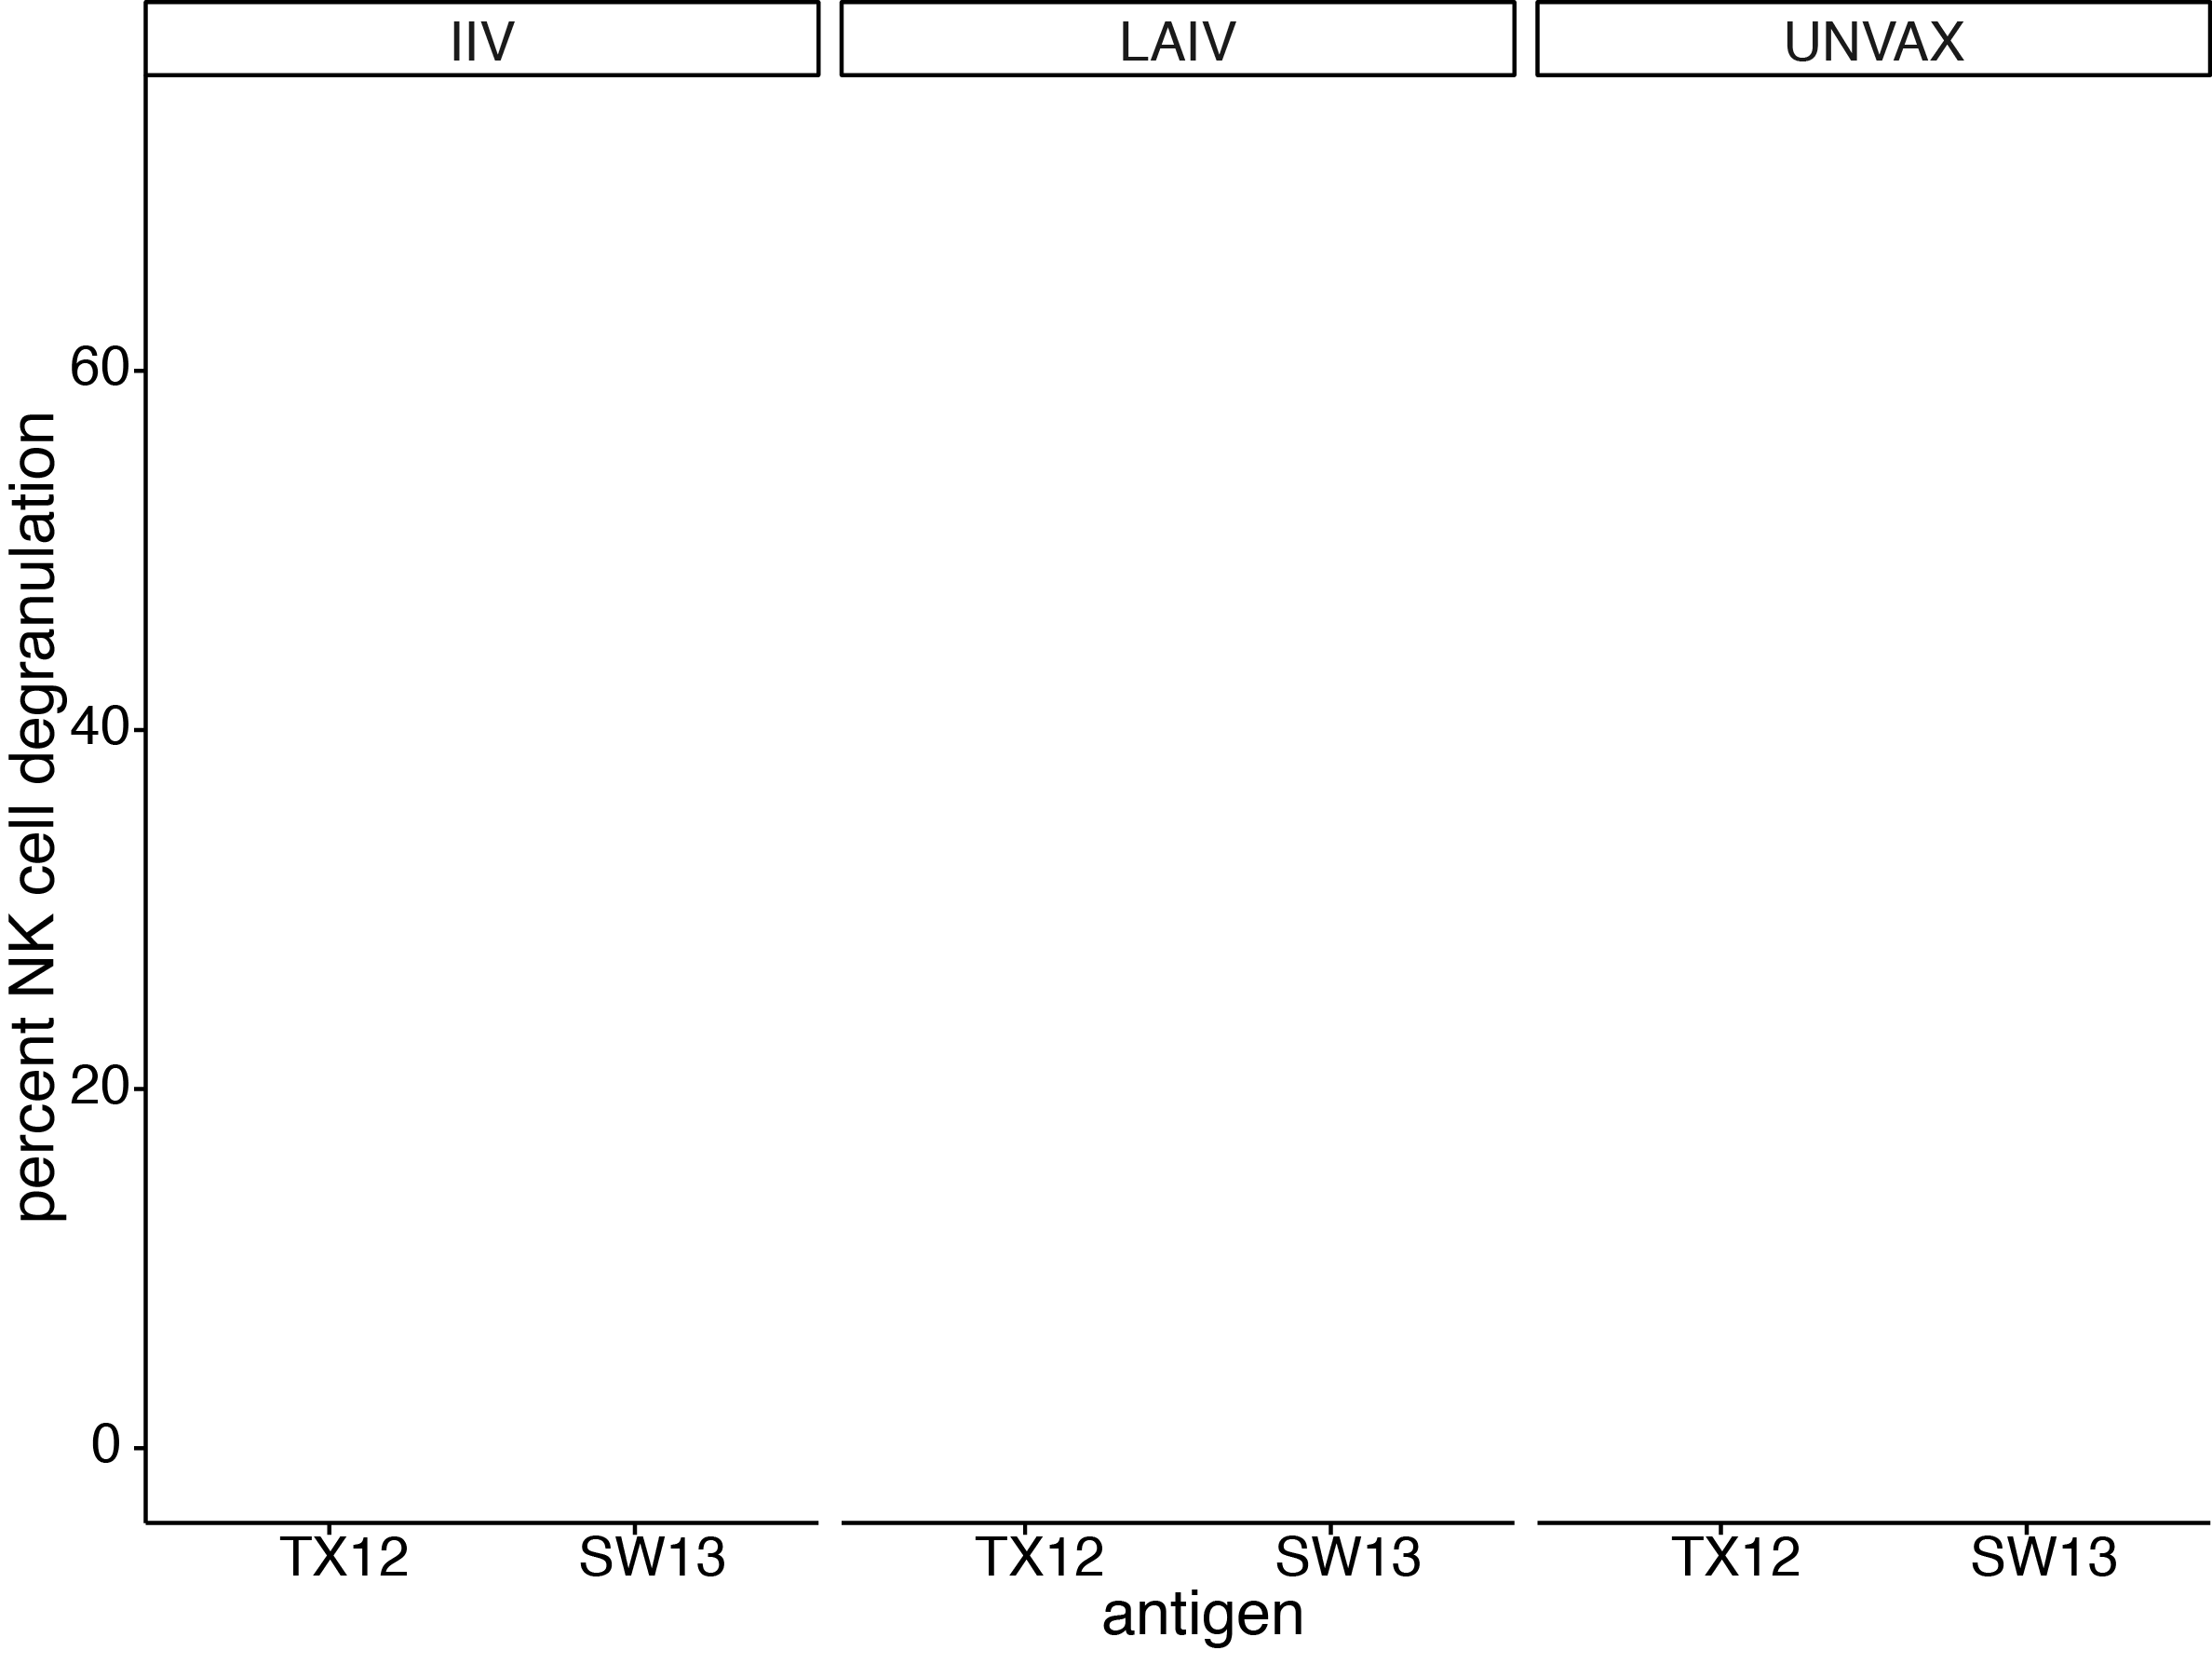 IIV
LAIV
UNVAX
percent NK cell degranulation
60
40
20
0
TX12
SW13
TX12
SW13
TX12
SW13
antigen